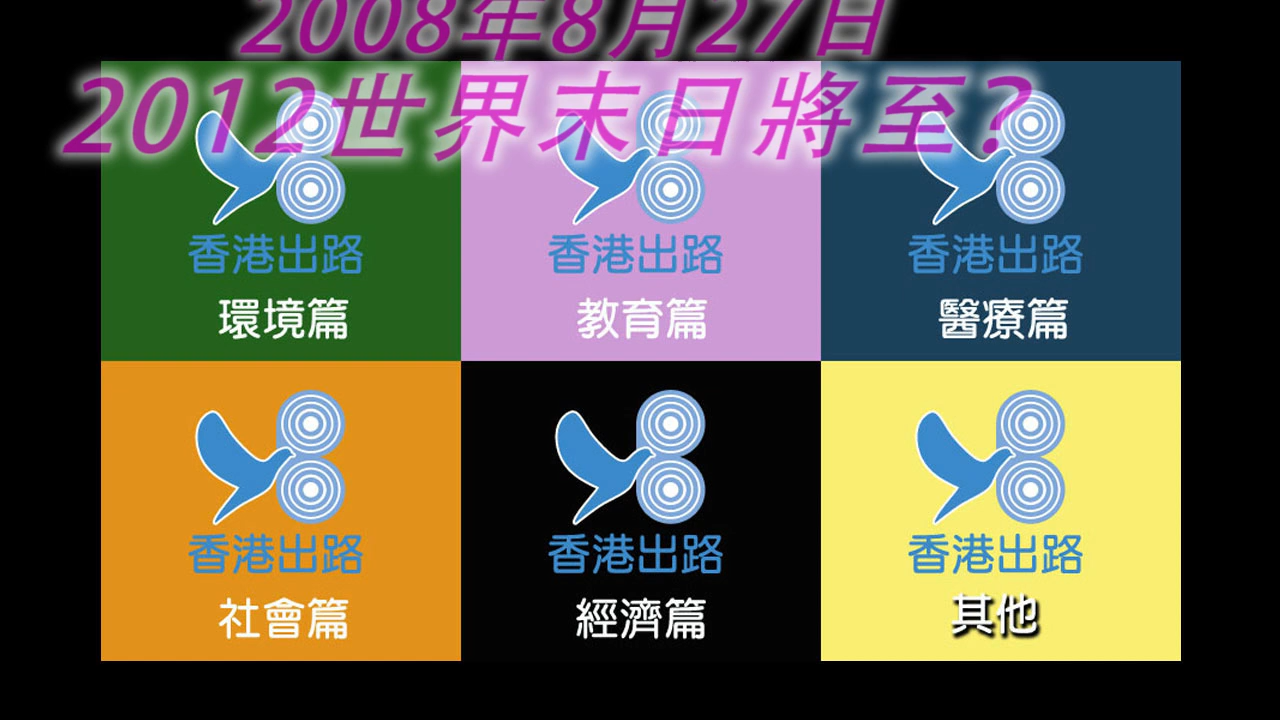 2008年8月27日
2012世界末日將至?
香港出路
環境篇
香港出路
教育篇
香港出路
醫療篇
香港出路
社會篇
香港出路
經濟篇
香港出路
其他